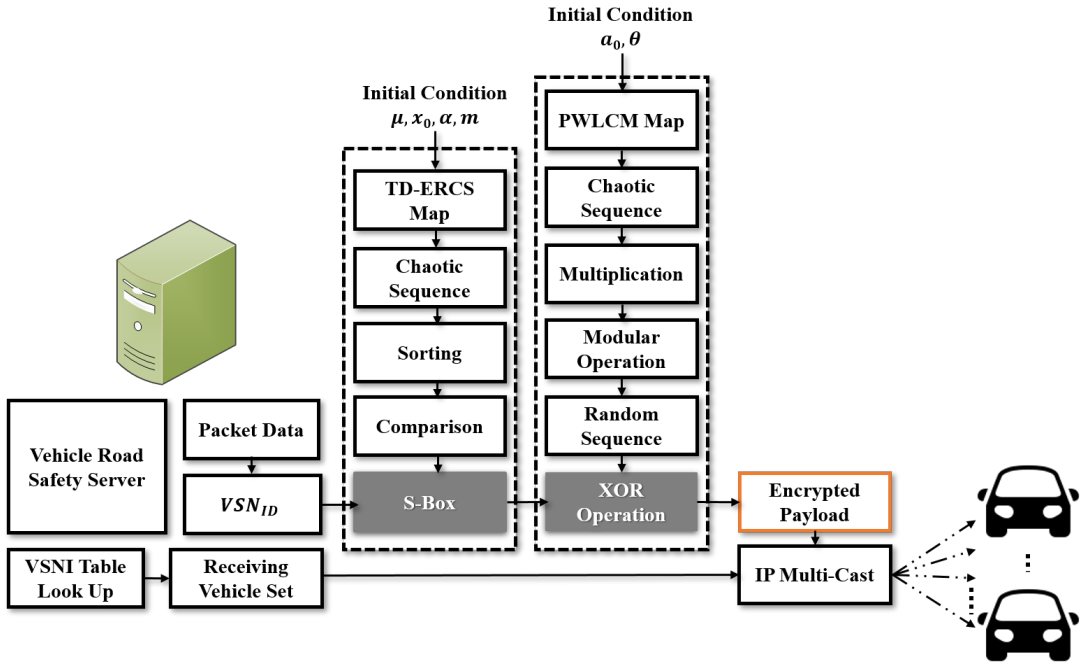 Initial Condition
a₀, θ
PWLCM Map
Chaotic
Sequence
Multiplication
Modular
Operation
Random
Sequence
XOR
Operation
Initial Condition
μ, x₀, α, m
TD-ERCS
Map
Chaotic
Sequence
Sorting
Comparison
S-Box
Vehicle Road
Safety Server
Packet Data
VSN_ID
Encrypted
Payload
VSNI Table
Look Up
Receiving
Vehicle Set
IP Multi-Cast